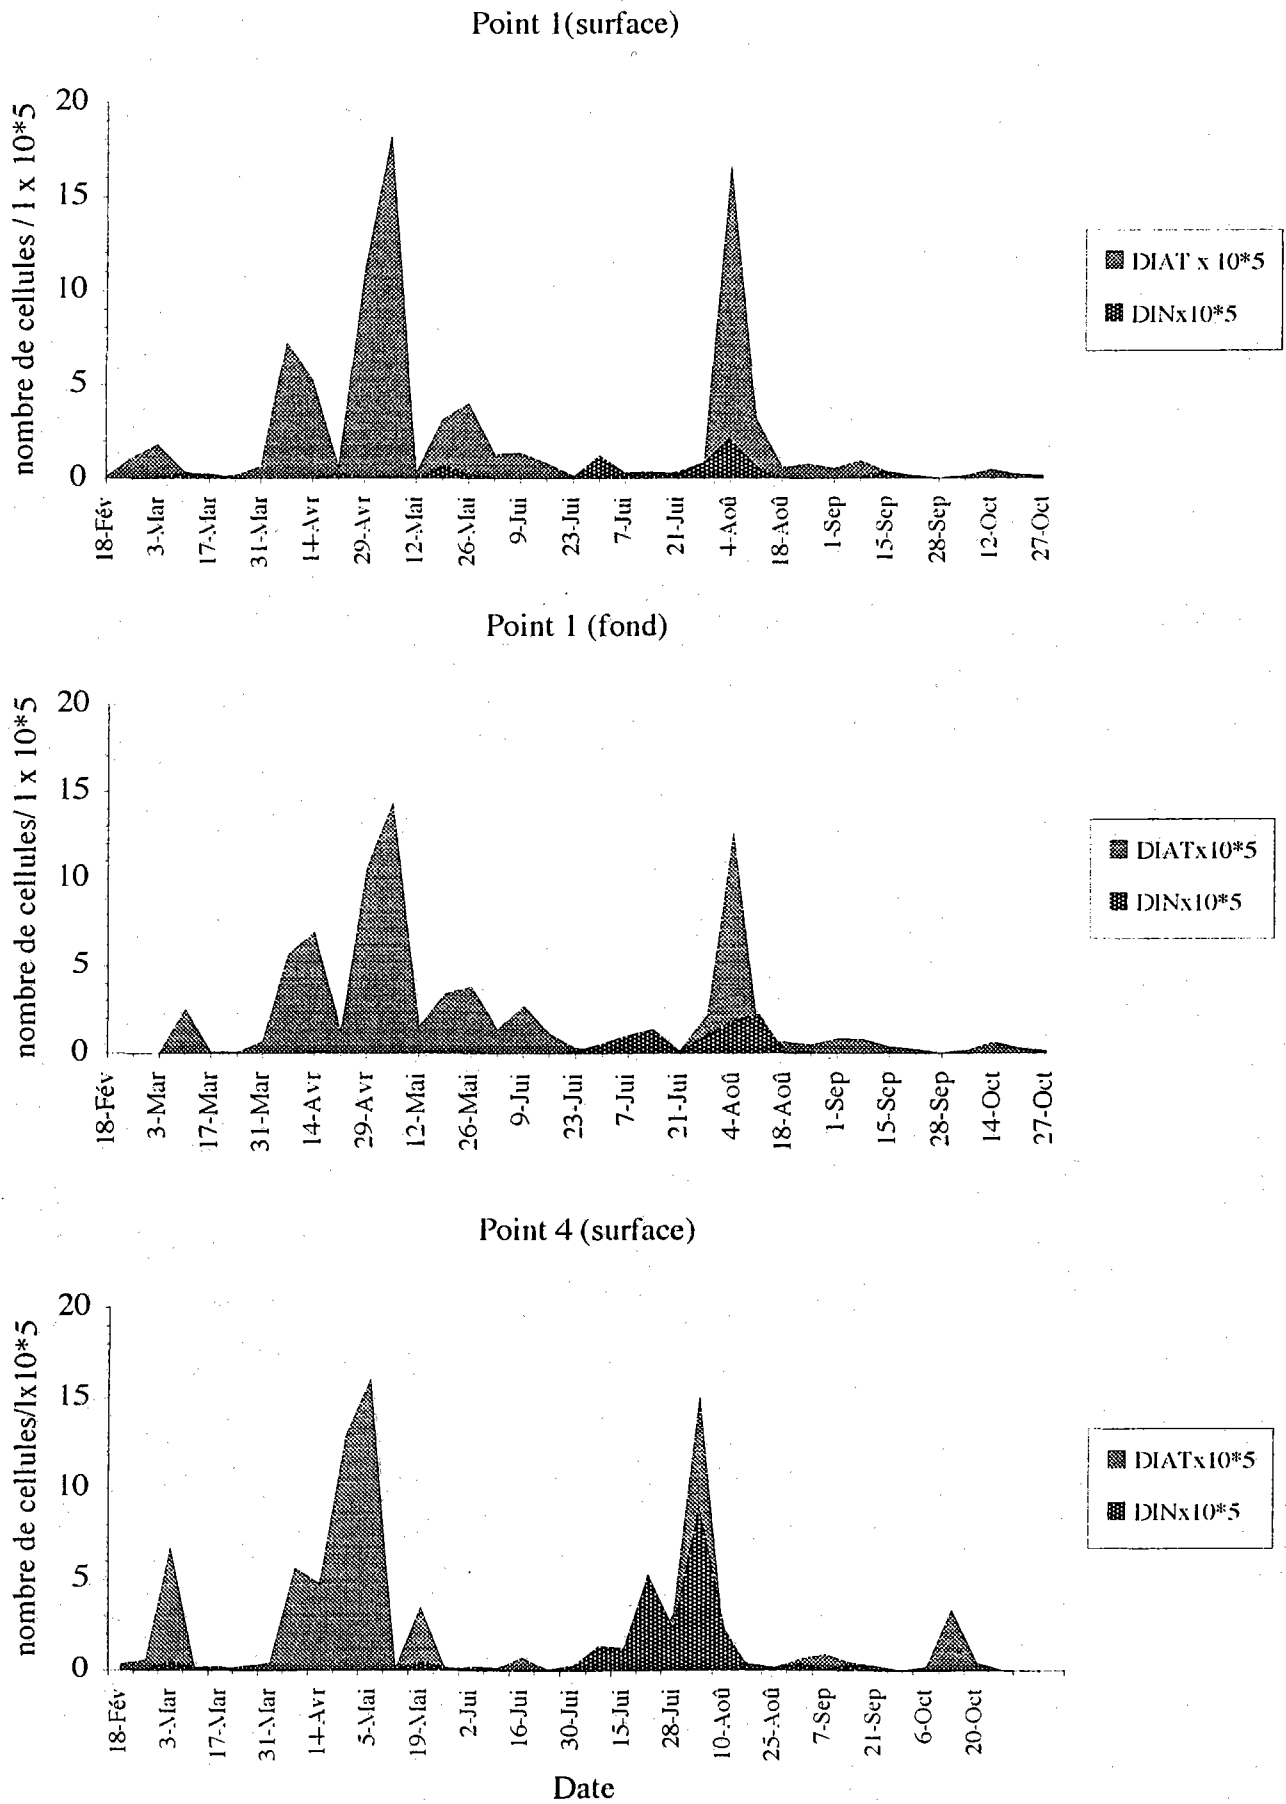 Point 1(surface)
nombre de cellules / 1 x 10*5
20
15
10
5
0
18-Fév
3-Mar
17-Mar
31-Mar
14-Avr
29-Avr
12-Mai
26-Mai
9-Jui
23-Jui
7-Jui
21-Jui
4-Aoû
18-Aoû
1-Sep
15-Sep
28-Sep
12-Oct
27-Oct
DIAT x 10*5
DINx10*5
Point 1 (fond)
nombre de cellules/ 1 x 10*5
20
15
10
5
0
18-Fév
3-Mar
17-Mar
31-Mar
14-Avr
29-Avr
12-Mai
26-Mai
9-Jui
23-Jui
7-Jui
21-Jui
4-Aoû
18-Aoû
1-Sep
15-Sep
28-Sep
14-Oct
27-Oct
DIATx10*5
DINx10*5
Point 4 (surface)
nombre de cellules/lx10*5
20
15
10
5
0
18-Fév
3-Mar
17-Mar
31-Mar
14-Avr
5-Mai
19-Mai
2-Jui
16-Jui
30-Jui
15-Jui
28-Jui
10-Aoû
25-Aoû
7-Sep
21-Sep
6-Oct
20-Oct
DIATx10*5
DINx10*5
Date